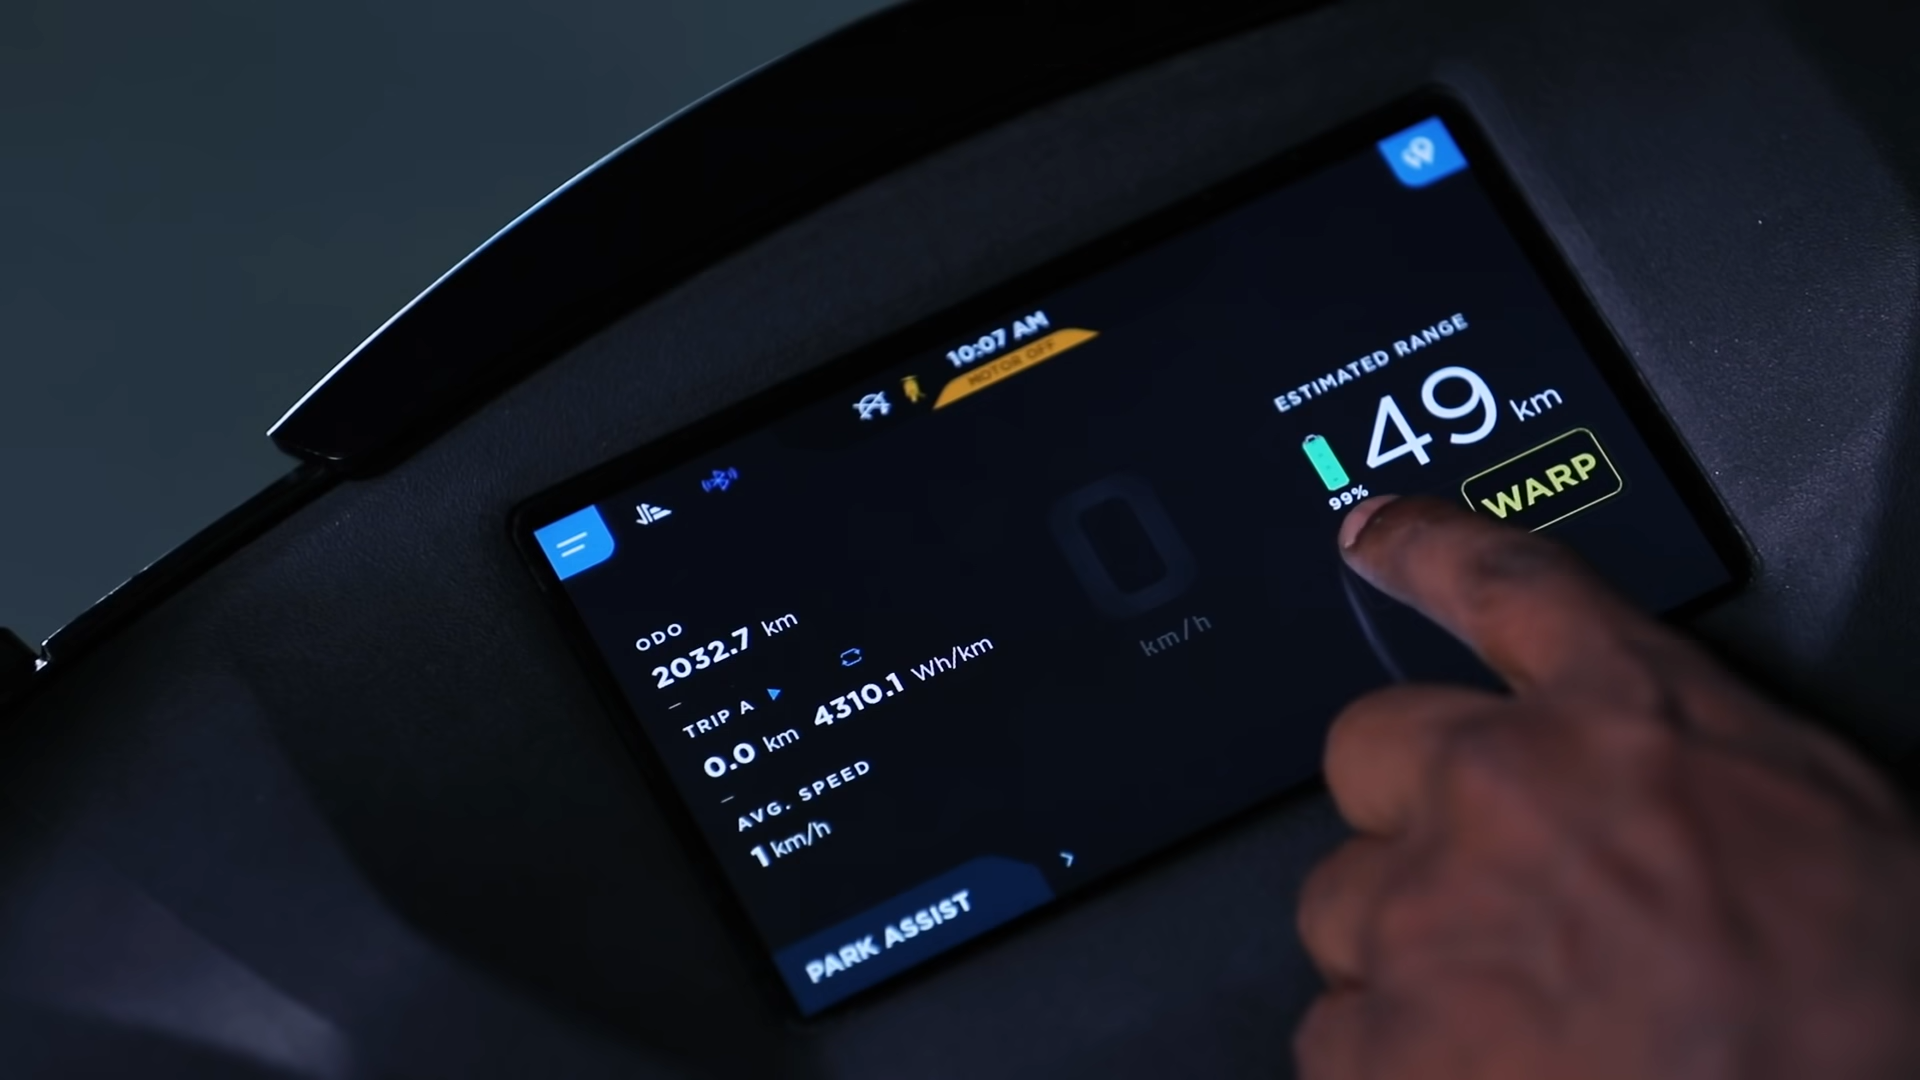 10:07 AM
MOTOR OFF
ESTIMATED RANGE
49 km
99%
WARP
0
km/h
ODO
2032.7 km
TRIP A
0.0 km 4310.1 Wh/km
AVG. SPEED
1 km/h
PARK ASSIST